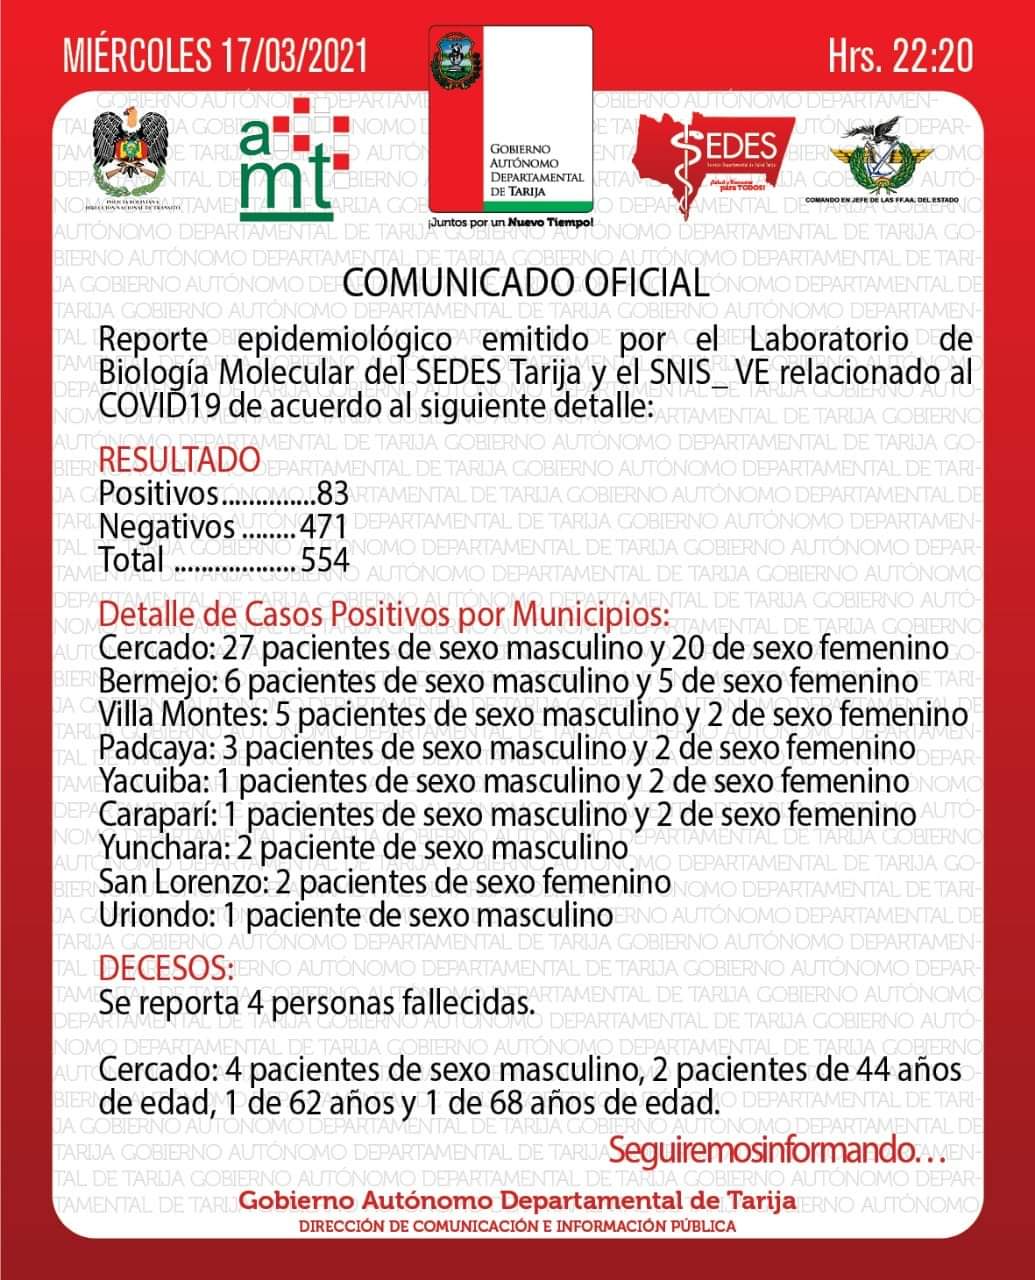 MIÉRCOLES 17/03/2021
Hrs. 22:20
POLICÍA BOLIVIANA
DIRECCIÓN NACIONAL DE TRÁNSITO
amt
GOBIERNO
AUTÓNOMO
DEPARTAMENTAL
DE TARIJA
¡Juntos por un Nuevo Tiempo!
SEDES
Servicio Departamental de Salud Tarija
para TODOS!
COMANDO EN JEFE DE LAS FF.AA. DEL ESTADO
COMUNICADO OFICIAL
Reporte epidemiológico emitido por el Laboratorio de
Biología Molecular del SEDES Tarija y el SNIS_VE relacionado al
COVID19 de acuerdo al siguiente detalle:
RESULTADO
Positivos..............83
Negativos ........471
Total ...................554
Detalle de Casos Positivos por Municipios:
Cercado: 27 pacientes de sexo masculino y 20 de sexo femenino
Bermejo: 6 pacientes de sexo masculino y 5 de sexo femenino
Villa Montes: 5 pacientes de sexo masculino y 2 de sexo femenino
Padcaya: 3 pacientes de sexo masculino y 2 de sexo femenino
Yacuiba: 1 pacientes de sexo masculino y 2 de sexo femenino
Caraparí: 1 pacientes de sexo masculino y 2 de sexo femenino
Yunchara: 2 paciente de sexo masculino
San Lorenzo: 2 pacientes de sexo femenino
Uriondo: 1 paciente de sexo masculino
DECESOS:
Se reporta 4 personas fallecidas.
Cercado: 4 pacientes de sexo masculino, 2 pacientes de 44 años
de edad, 1 de 62 años y 1 de 68 años de edad.
Seguiremosinformando…
Gobierno Autónomo Departamental de Tarija
DIRECCIÓN DE COMUNICACIÓN E INFORMACIÓN PÚBLICA